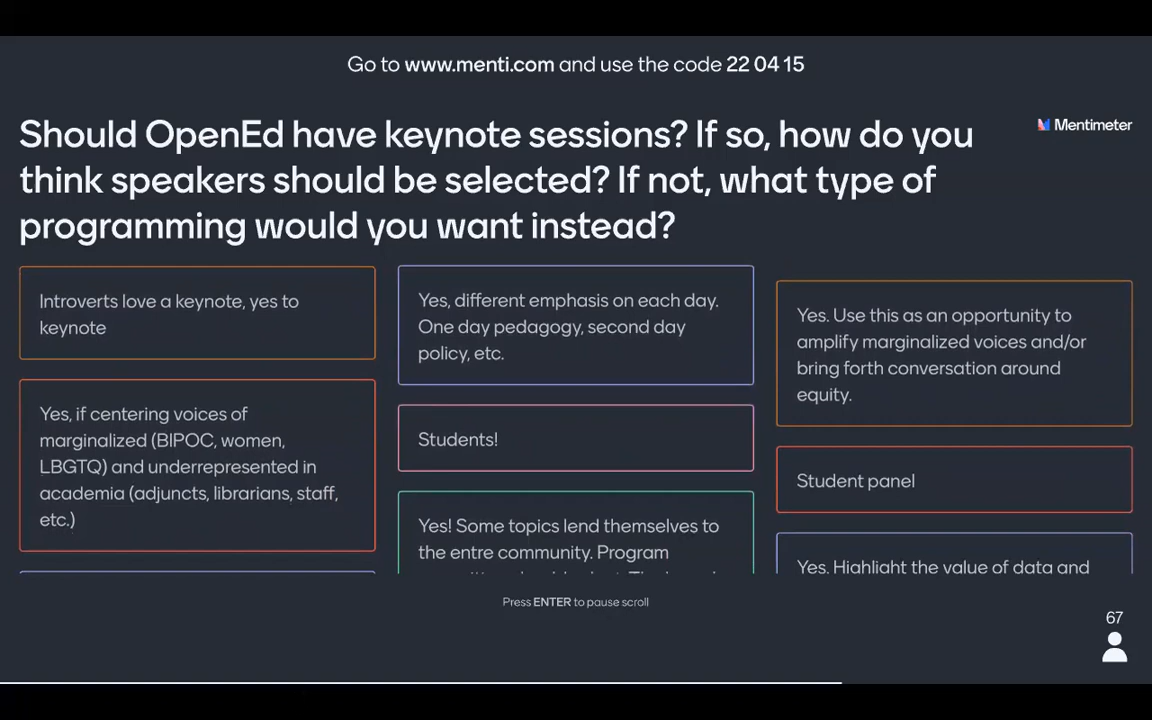 Go to www.menti.com and use the code 22 04 15
Should OpenEd have keynote sessions? If so, how do you
think speakers should be selected? If not, what type of
programming would you want instead?
Mentimeter
Introverts love a keynote, yes to
keynote
Yes, if centering voices of
marginalized (BIPOC, women,
LBGTQ) and underrepresented in
academia (adjuncts, librarians, staff,
etc.)
Yes, different emphasis on each day.
One day pedagogy, second day
policy, etc.
Students!
Yes! Some topics lend themselves to
the entre community. Program
Yes. Use this as an opportunity to
amplify marginalized voices and/or
bring forth conversation around
equity.
Student panel
Yes. Highlight the value of data and
Press ENTER to pause scroll
67